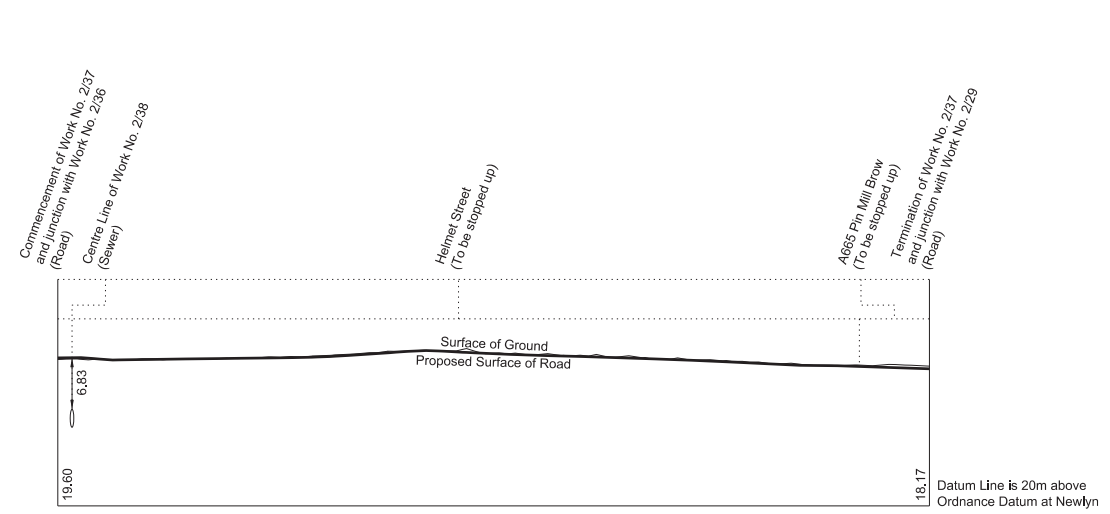 Commencement of Work No. 2/37
and junction with Work No. 2/36
(Road)
Centre Line of Work No. 2/38
(Sewer)
Helmet Street
(To be stopped up)
A665 Pin Mill Brow
(To be stopped up)
Termination of Work No. 2/37
and junction with Work No. 2/29
(Road)
Surface of Ground
Proposed Surface of Road
6.83
19.60
18.17
Datum Line is 20m above
Ordnance Datum at Newlyn